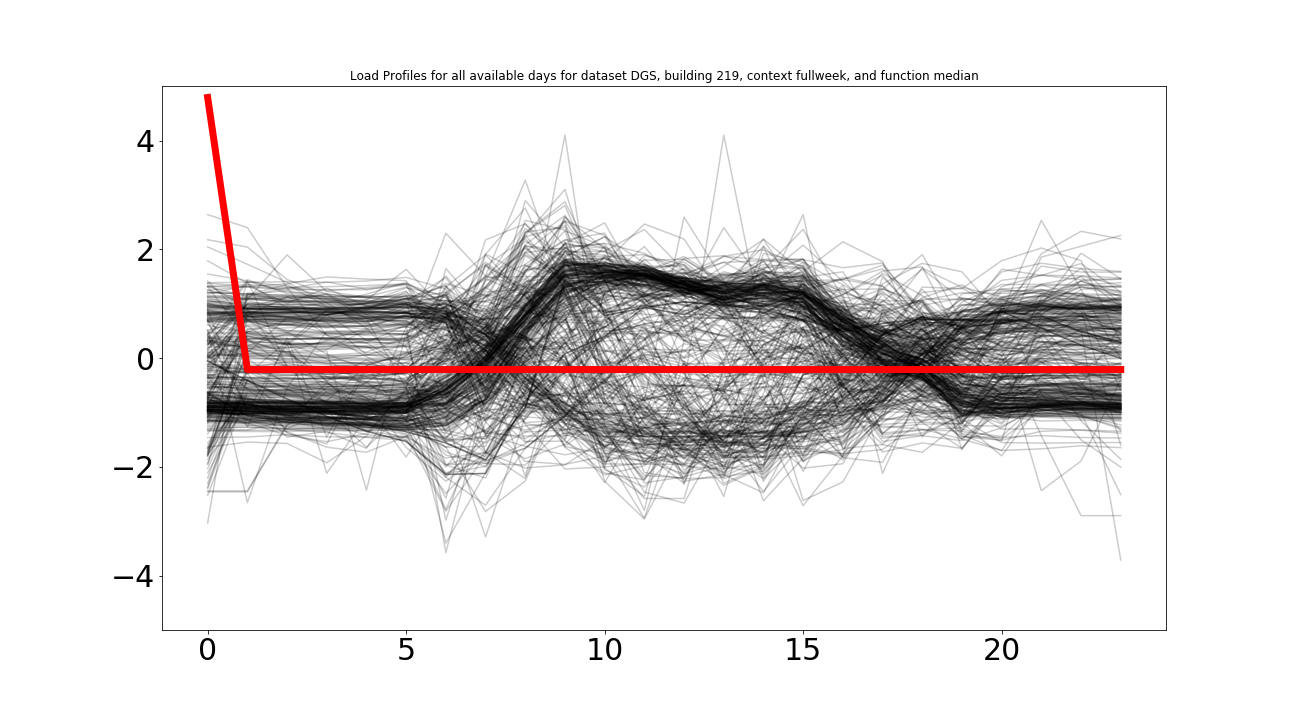 Load Profiles for all available days for dataset DGS, building 219, context fullweek, and function median
4
2
0
−2
−4
0 5 10 15 20